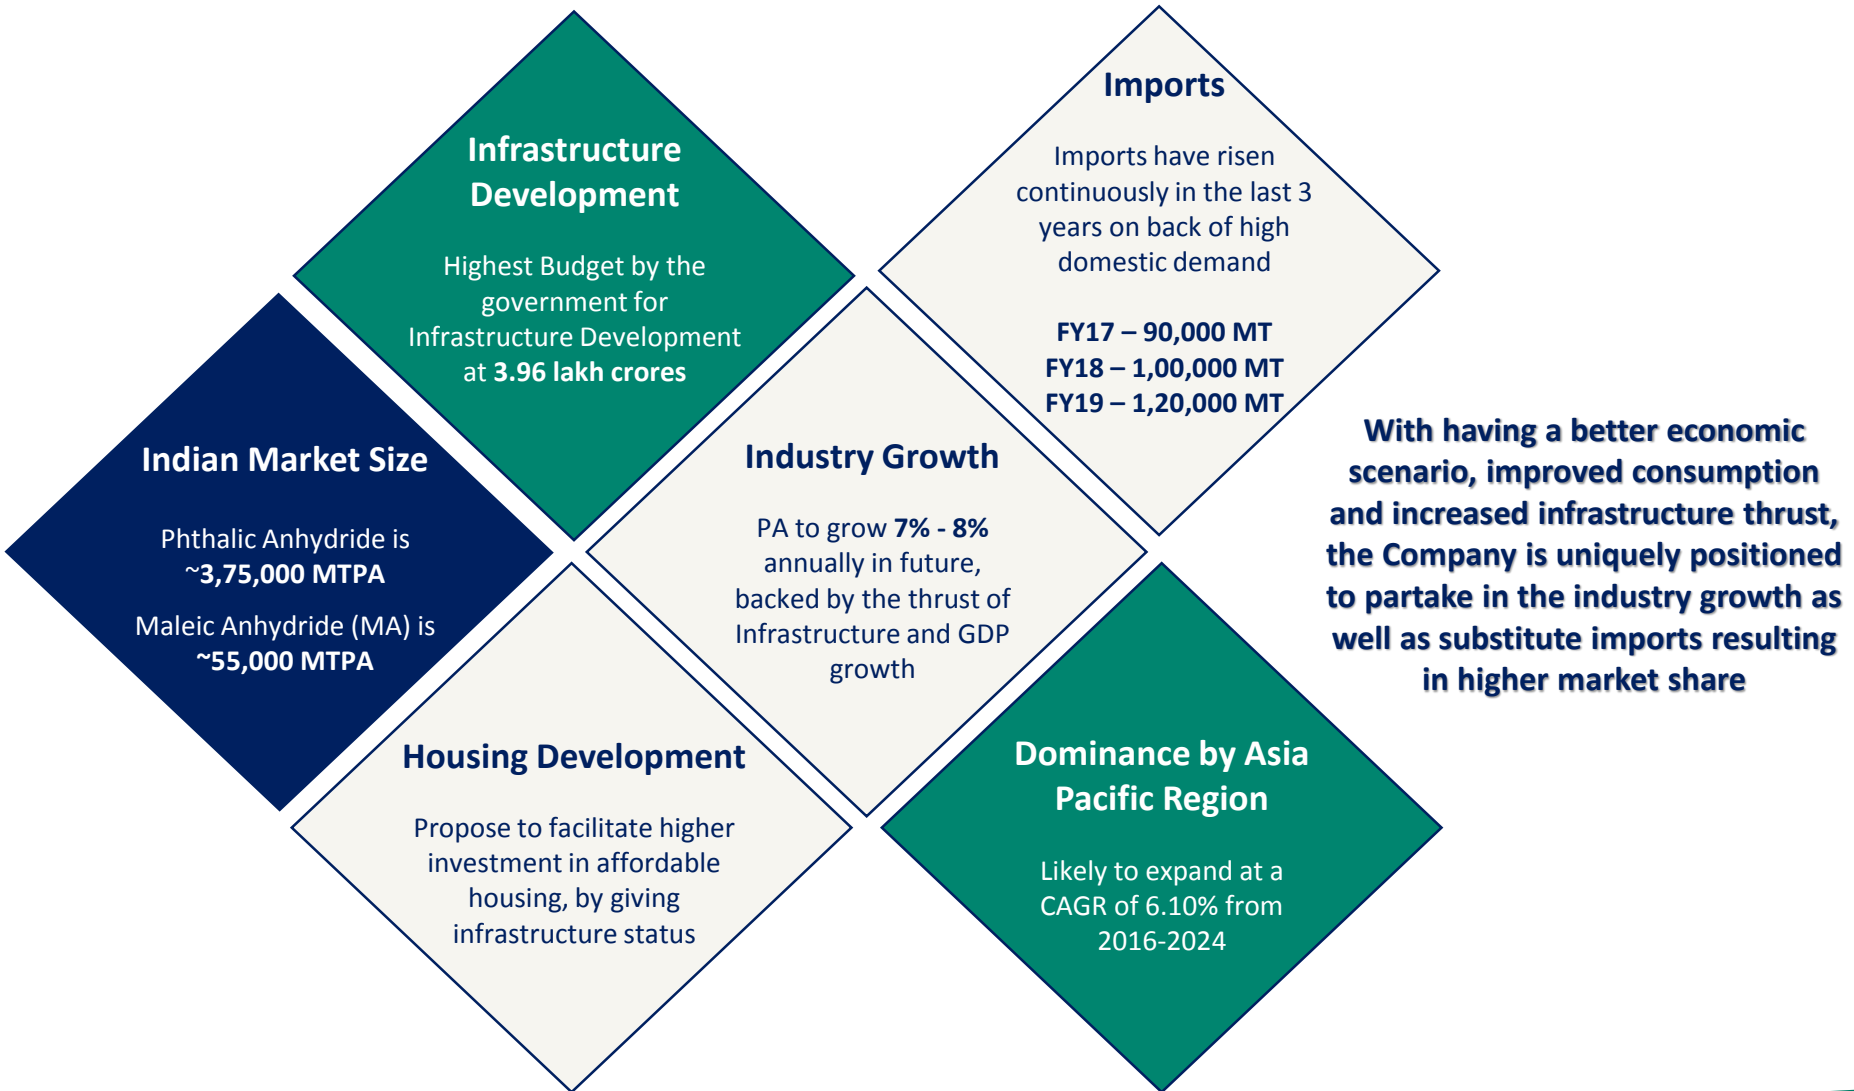 Infrastructure
Development
Highest Budget by the
government for
Infrastructure Development
at 3.96 lakh crores
Imports
Imports have risen
continuously in the last 3
years on back of high
domestic demand
FY17 – 90,000 MT
FY18 – 1,00,000 MT
FY19 – 1,20,000 MT
Indian Market Size
Phthalic Anhydride is
~3,75,000 MTPA
Maleic Anhydride (MA) is
~55,000 MTPA
Industry Growth
PA to grow 7% - 8%
annually in future,
backed by the thrust of
Infrastructure and GDP
growth
With having a better economic
scenario, improved consumption
and increased infrastructure thrust,
the Company is uniquely positioned
to partake in the industry growth as
well as substitute imports resulting
in higher market share
Housing Development
Propose to facilitate higher
investment in affordable
housing, by giving
infrastructure status
Dominance by Asia
Pacific Region
Likely to expand at a
CAGR of 6.10% from
2016-2024